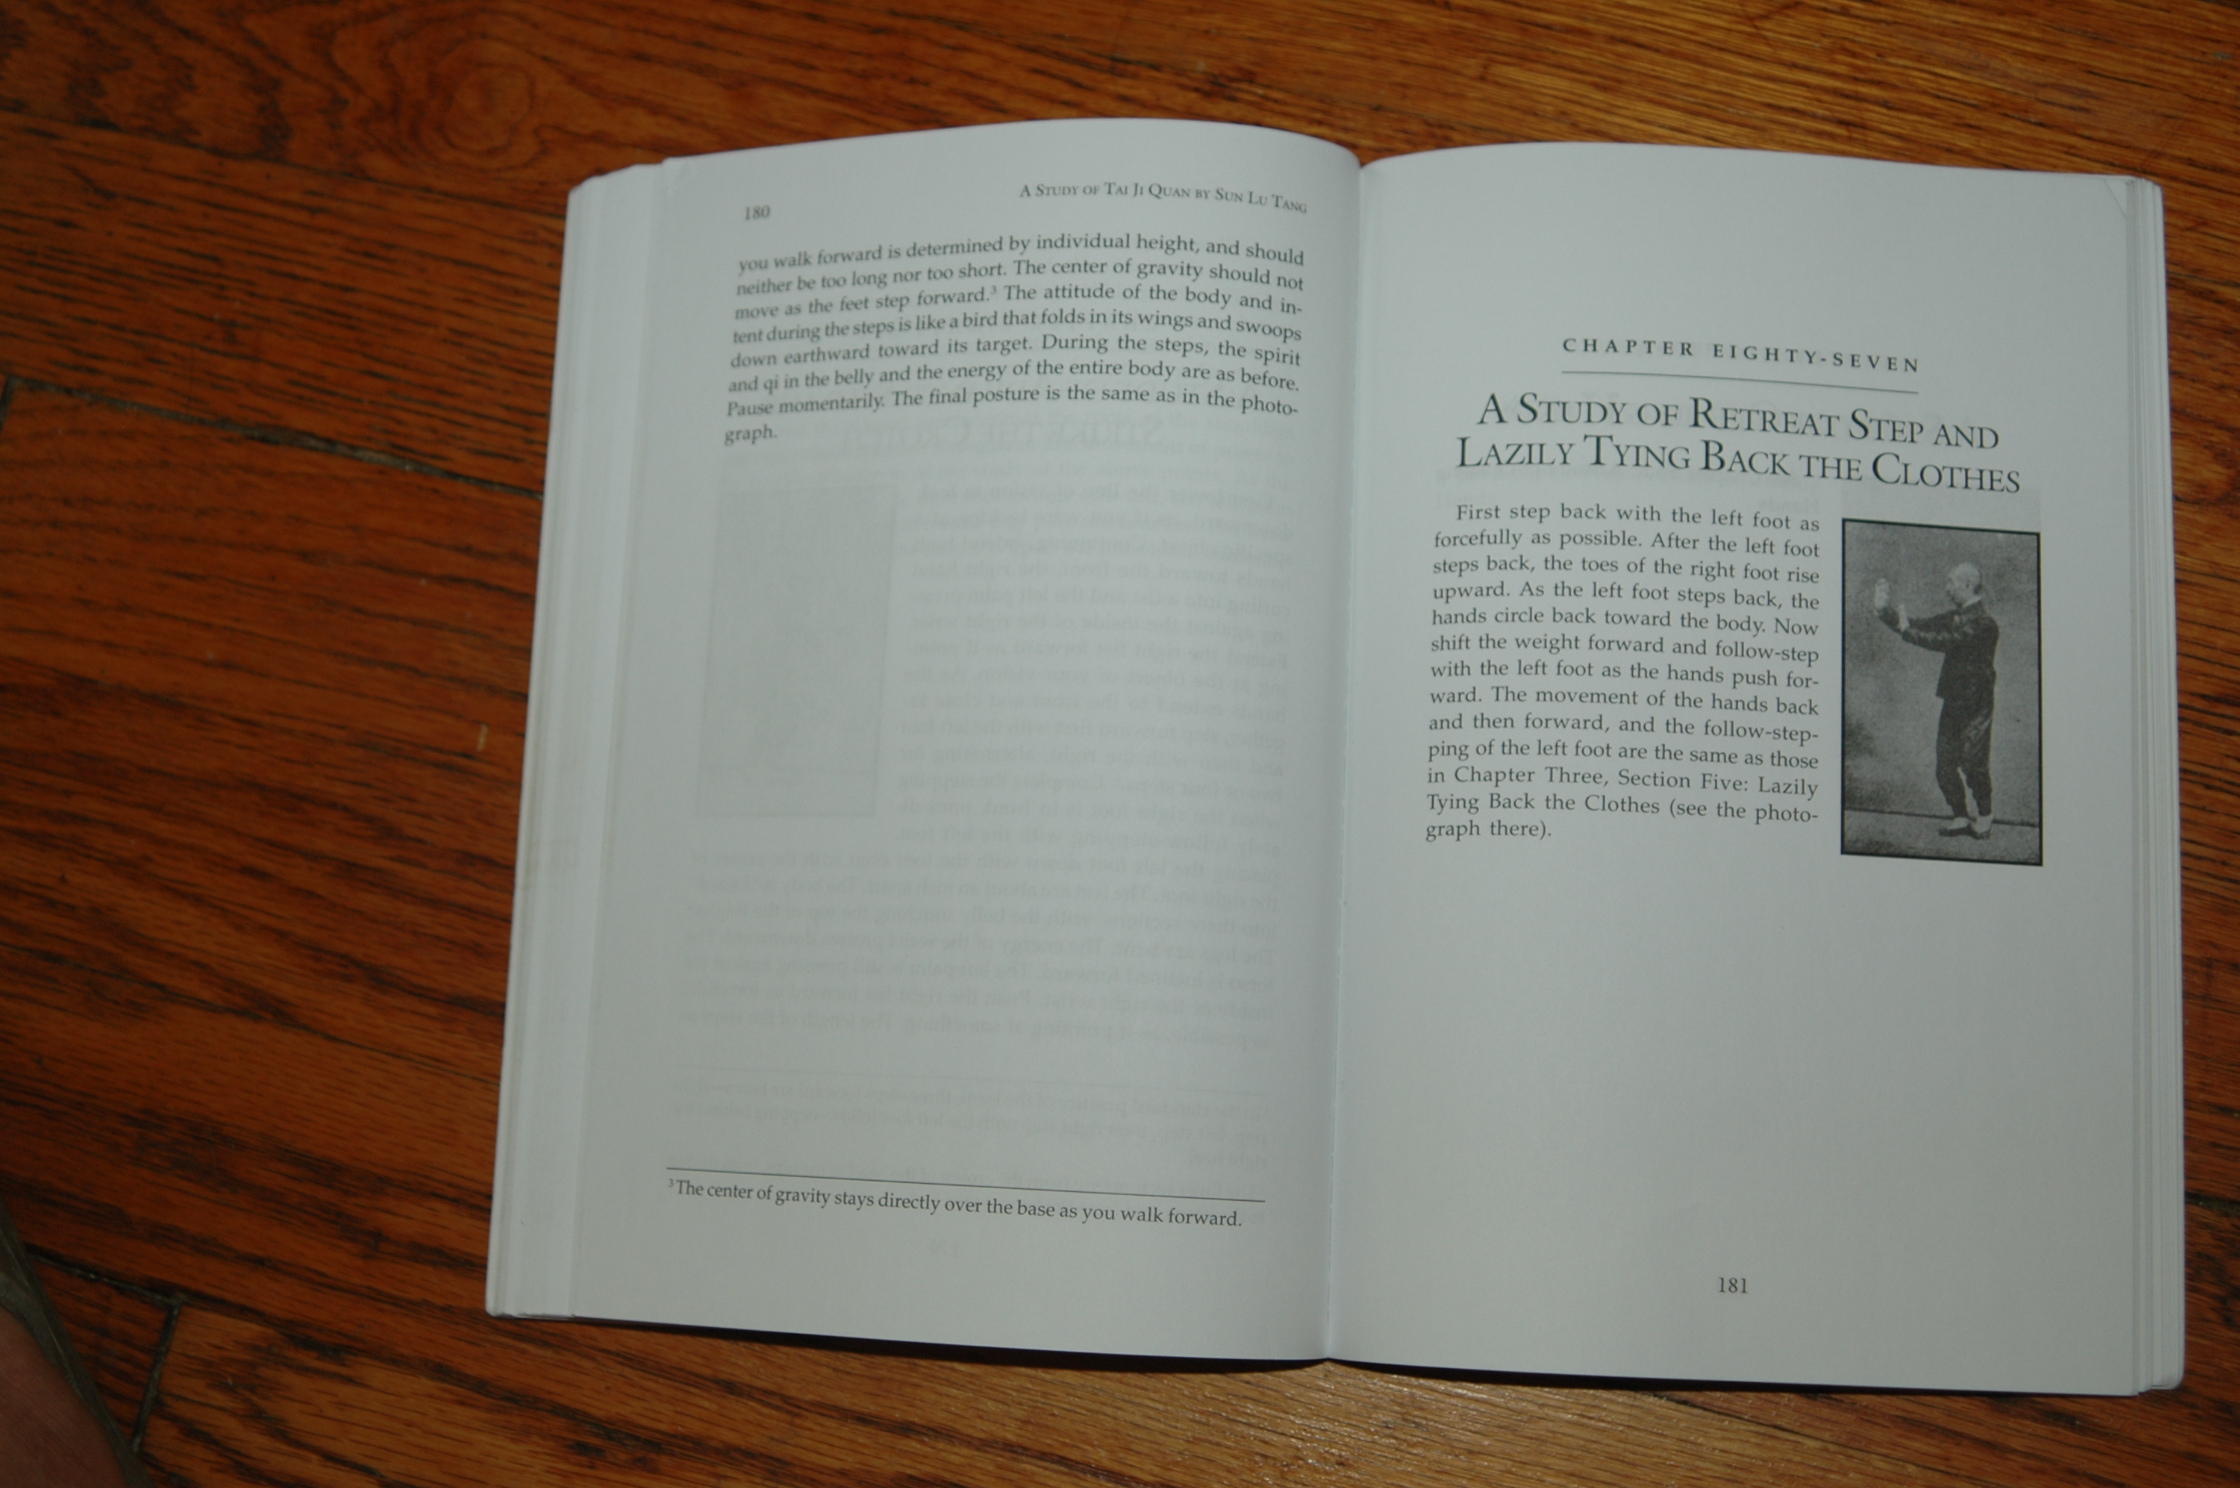 180
A STUDY OF TAI JI QUAN BY SUN LU TANG
you walk forward is determined by individual height, and should
neither be too long nor too short. The center of gravity should not
move as the feet step forward.³ The attitude of the body and in-
tent during the steps is like a bird that folds in its wings and swoops
down earthward toward its target. During the steps, the spirit
and qi in the belly and the energy of the entire body are as before.
Pause momentarily. The final posture is the same as in the photo-
graph.
³ The center of gravity stays directly over the base as you walk forward.
CHAPTER EIGHTY-SEVEN
A STUDY OF RETREAT STEP AND
LAZILY TYING BACK THE CLOTHES
First step back with the left foot as
forcefully as possible. After the left foot
steps back, the toes of the right foot rise
upward. As the left foot steps back, the
hands circle back toward the body. Now
shift the weight forward and follow-step
with the left foot as the hands push for-
ward. The movement of the hands back
and then forward, and the follow-step-
ping of the left foot are the same as those
in Chapter Three, Section Five: Lazily
Tying Back the Clothes (see the photo-
graph there).
181